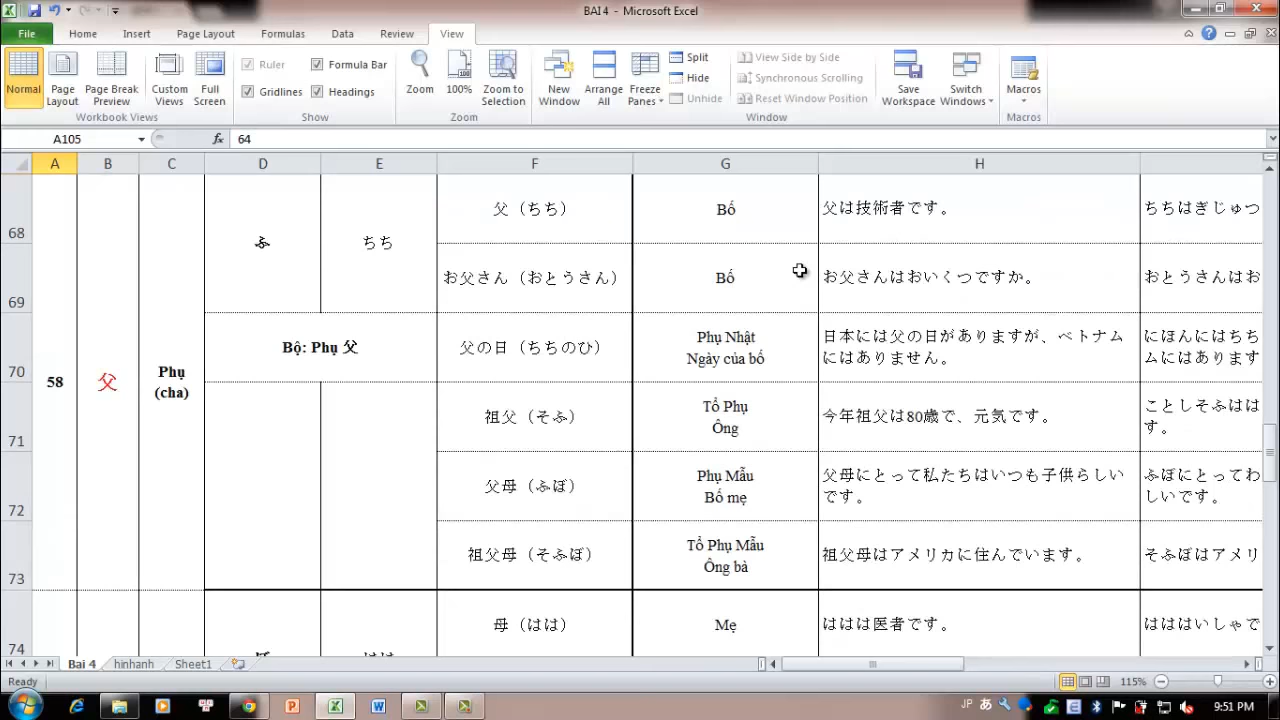 BAI 4 - Microsoft Excel
File Home Insert Page Layout Formulas Data Review View
Normal
Page Layout
Page Break Preview
Custom Views
Full Screen
Workbook Views
Ruler
Gridlines
Formula Bar
Headings
Show
Zoom
100%
Zoom to Selection
Zoom
New Window
Arrange All
Freeze Panes
Split
Hide
Unhide
View Side by Side
Synchronous Scrolling
Reset Window Position
Window
Save Workspace
Switch Windows
Macros
Macros
A105 fx 64
A B C D E F G H
68 ふ ちち 父（ちち） Bố 父は技術者です。 ちちはぎじゅつ
69 お父さん（おとうさん） Bố お父さんはおいくつですか。 おとうさんはお
58 父 Phụ (cha)
70 Bộ: Phụ 父 父の日（ちちのひ） Phụ Nhật
Ngày của bố
日本には父の日がありますが、ベトナム
にはありません。
にほんにはちち
ムにはあります
71 祖父（そふ） Tổ Phụ
Ông
今年祖父は80歳で、元気です。
ことしそふはは
す。
72 父母（ふぼ） Phụ Mẫu
Bố mẹ
父母にとって私たちはいつも子供らしい
です。
ふぼにとってわ
しいです。
73 祖父母（そふぼ） Tổ Phụ Mẫu
Ông bà
祖父母はアメリカに住んでいます。 そふぼはアメリ
74 母（はは） Mẹ ははは医者です。 はははいしゃで
Bai 4 hinhanh Sheet1
Ready 115%
JP あ 9:51 PM